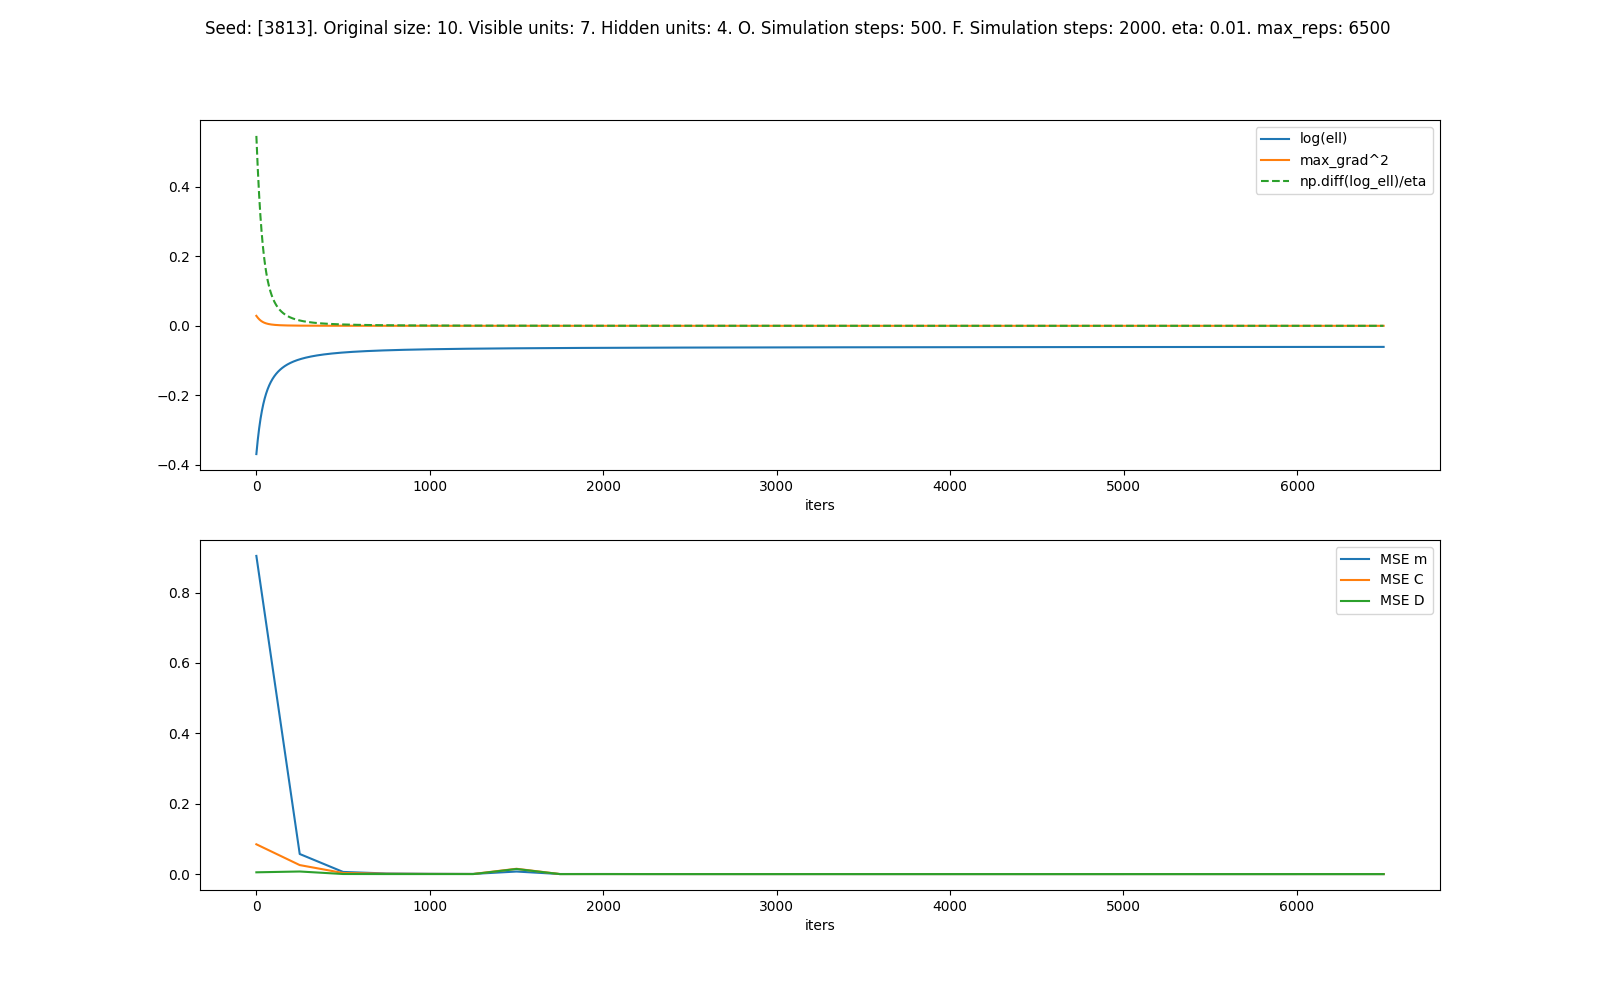 Seed: [3813]. Original size: 10. Visible units: 7. Hidden units: 4. O. Simulation steps: 500. F. Simulation steps: 2000. eta: 0.01. max_reps: 6500
log(ell)
max_grad^2
np.diff(log_ell)/eta
0.4
0.2
0.0
−0.2
−0.4
0 1000 2000 3000 4000 5000 6000
iters
MSE m
MSE C
MSE D
0.8
0.6
0.4
0.2
0.0
0 1000 2000 3000 4000 5000 6000
iters